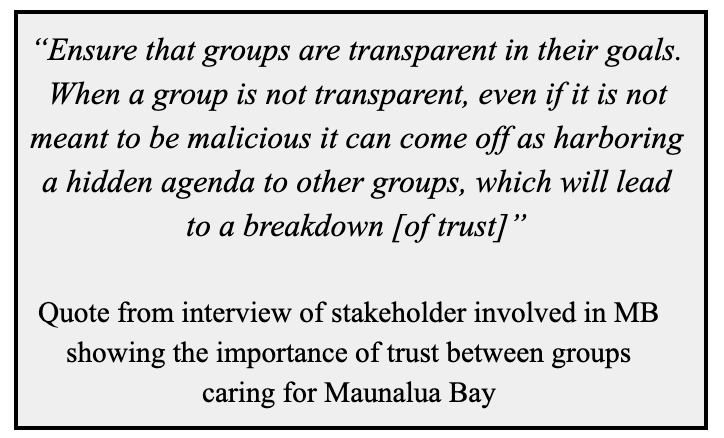 “Ensure that groups are transparent in their goals.
When a group is not transparent, even if it is not
meant to be malicious it can come off as harboring
a hidden agenda to other groups, which will lead
to a breakdown [of trust]”
Quote from interview of stakeholder involved in MB
showing the importance of trust between groups
caring for Maunalua Bay